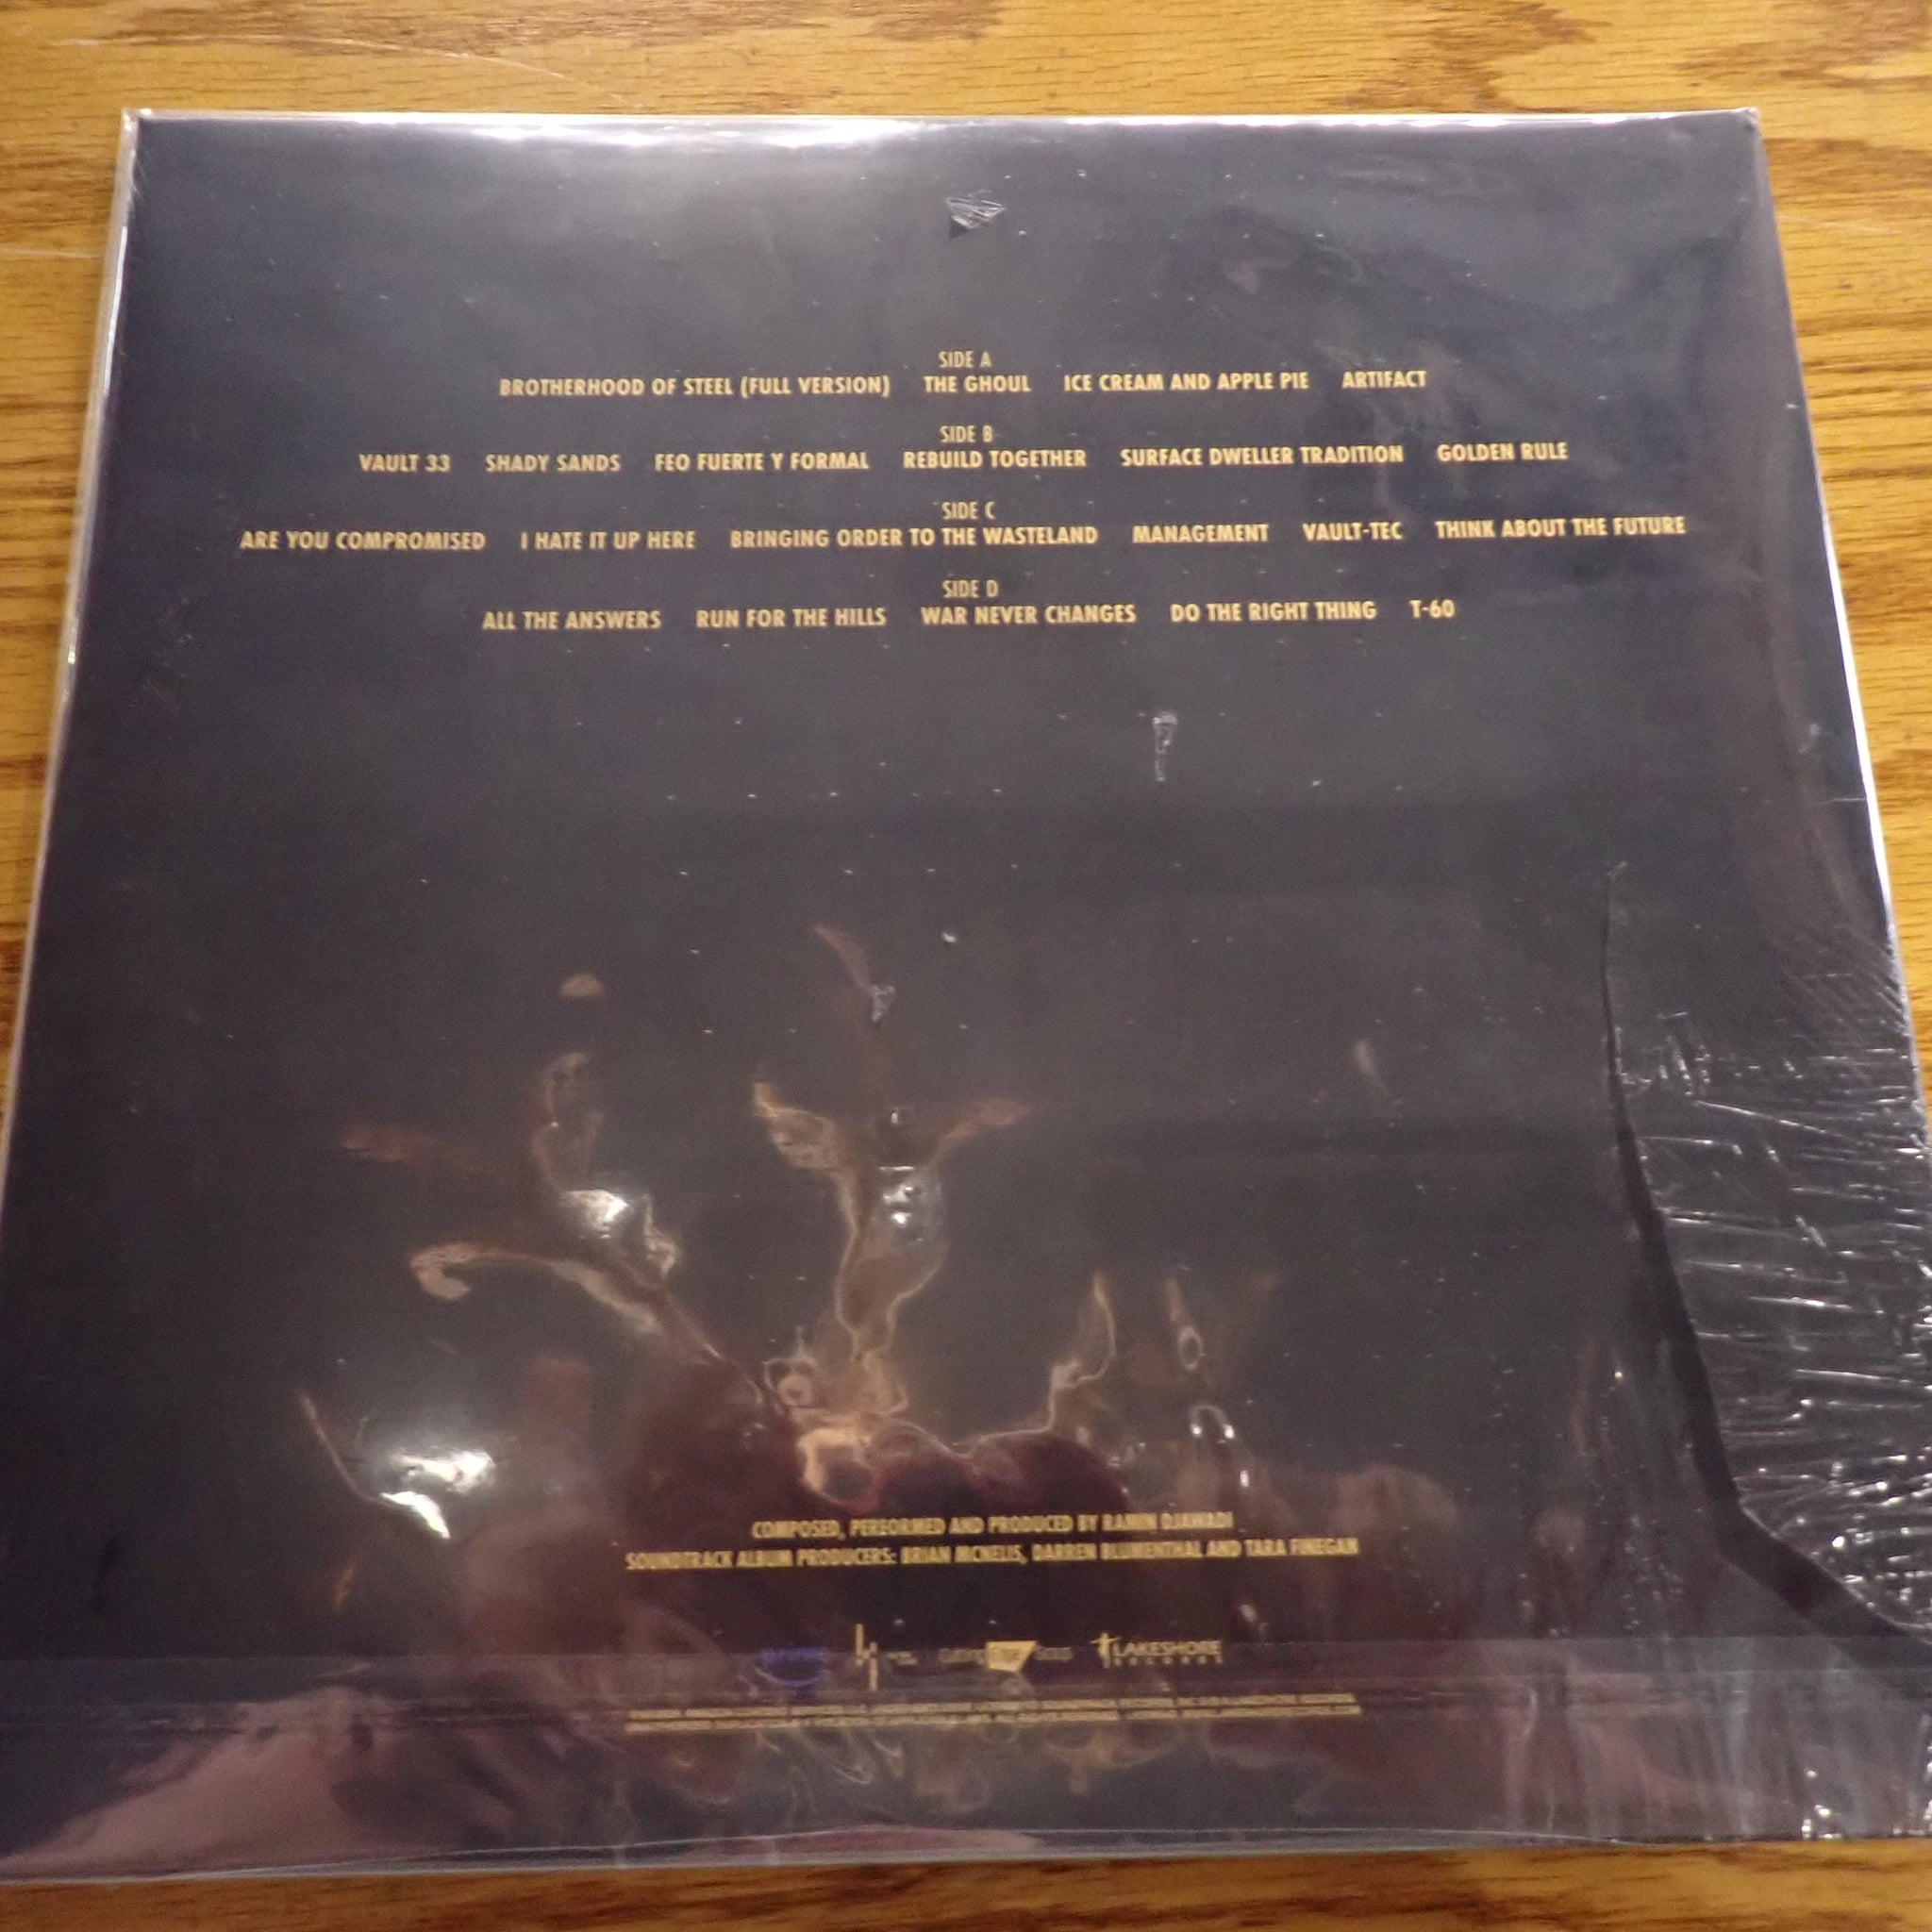 SIDE A
BROTHERHOOD OF STEEL (FULL VERSION) THE GHOUL ICE CREAM AND APPLE PIE ARTIFACT
SIDE B
VAULT 33 SHADY SANDS FEO FUERTE Y FORMAL REBUILD TOGETHER SURFACE DWELLER TRADITION GOLDEN RULE
SIDE C
ARE YOU COMPROMISED I HATE IT UP HERE BRINGING ORDER TO THE WASTELAND MANAGEMENT VAULT-TEC THINK ABOUT THE FUTURE
SIDE D
ALL THE ANSWERS RUN FOR THE HILLS WAR NEVER CHANGES DO THE RIGHT THING T-60
COMPOSED, PERFORMED AND PRODUCED BY RAMIN DJAWADI
SOUNDTRACK ALBUM PRODUCERS: BRIAN MCNELIS, DARREN BLUMENTHAL AND TARA FINEGAN
Cutting Edge Group LAKESHORE RECORDS